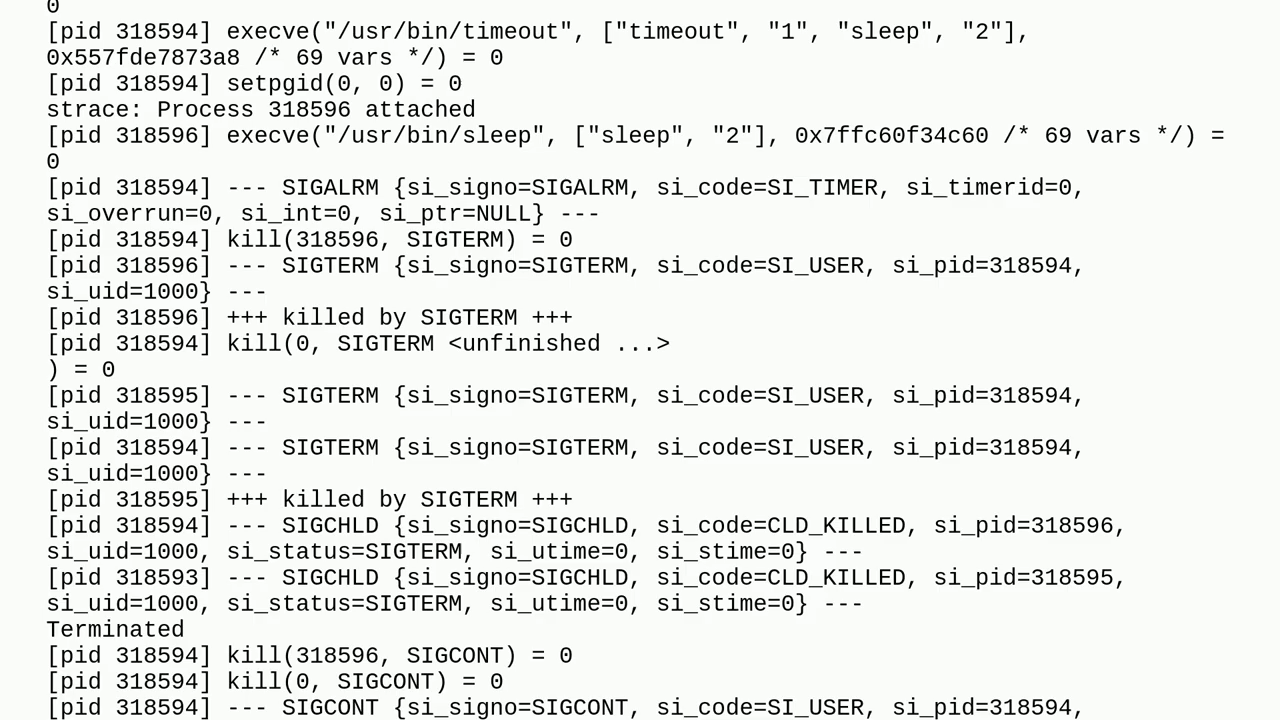 0
[pid 318594] execve("/usr/bin/timeout", ["timeout", "1", "sleep", "2"],
0x557fde7873a8 /* 69 vars */) = 0
[pid 318594] setpgid(0, 0) = 0
strace: Process 318596 attached
[pid 318596] execve("/usr/bin/sleep", ["sleep", "2"], 0x7ffc60f34c60 /* 69 vars */) =
0
[pid 318594] --- SIGALRM {si_signo=SIGALRM, si_code=SI_TIMER, si_timerid=0,
si_overrun=0, si_int=0, si_ptr=NULL} ---
[pid 318594] kill(318596, SIGTERM) = 0
[pid 318596] --- SIGTERM {si_signo=SIGTERM, si_code=SI_USER, si_pid=318594,
si_uid=1000} ---
[pid 318596] +++ killed by SIGTERM +++
[pid 318594] kill(0, SIGTERM <unfinished ...>
) = 0
[pid 318595] --- SIGTERM {si_signo=SIGTERM, si_code=SI_USER, si_pid=318594,
si_uid=1000} ---
[pid 318594] --- SIGTERM {si_signo=SIGTERM, si_code=SI_USER, si_pid=318594,
si_uid=1000} ---
[pid 318595] +++ killed by SIGTERM +++
[pid 318594] --- SIGCHLD {si_signo=SIGCHLD, si_code=CLD_KILLED, si_pid=318596,
si_uid=1000, si_status=SIGTERM, si_utime=0, si_stime=0} ---
[pid 318593] --- SIGCHLD {si_signo=SIGCHLD, si_code=CLD_KILLED, si_pid=318595,
si_uid=1000, si_status=SIGTERM, si_utime=0, si_stime=0} ---
Terminated
[pid 318594] kill(318596, SIGCONT) = 0
[pid 318594] kill(0, SIGCONT) = 0
[pid 318594] --- SIGCONT {si_signo=SIGCONT, si_code=SI_USER, si_pid=318594,